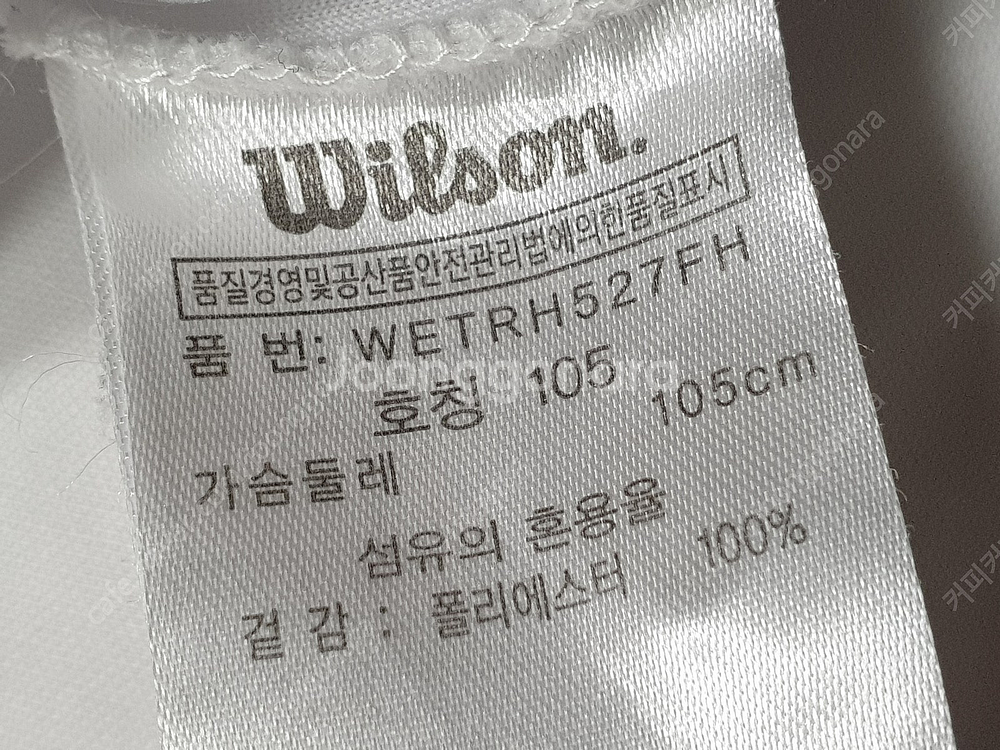 Wilson.
품질경영및공산품안전관리법에의한품질표시
품 번: WETRH527FH
호칭 105
가슴둘레 105cm
섬유의 혼용율
겉 감 : 폴리에스터 100%